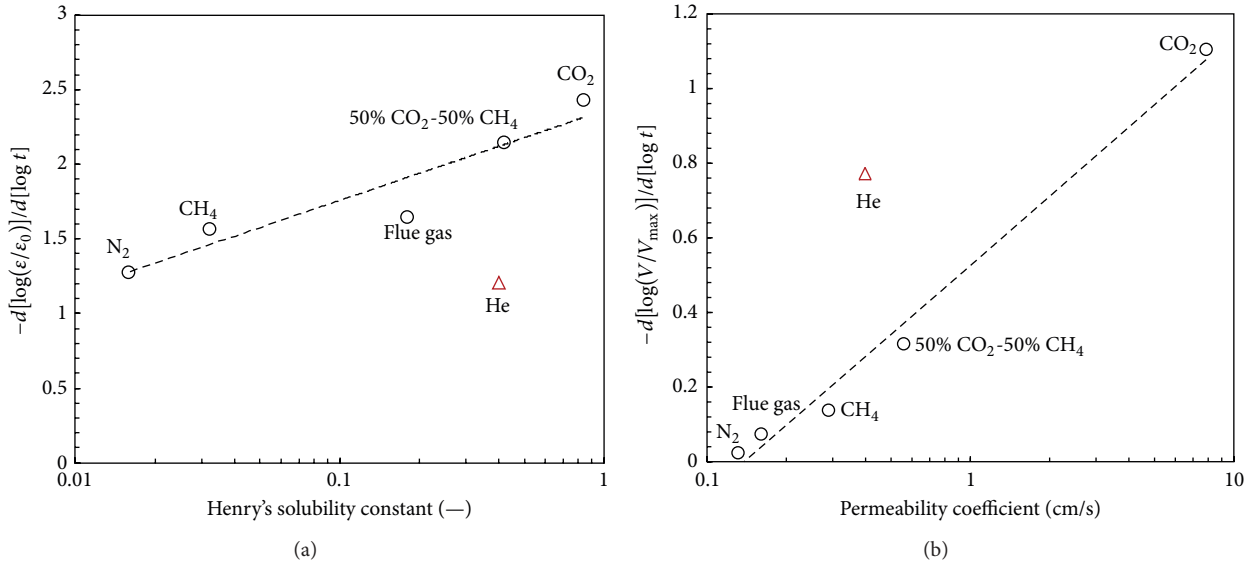 3
2.5
2
1.5
1
0.5
0
−d[log(ε/ε₀)]/d[log t]
CO₂
50% CO₂-50% CH₄
CH₄
Flue gas
N₂
He
0.01
0.1
1
Henry's solubility constant (—)
(a)
1.2
1
0.8
0.6
0.4
0.2
0
−d[log(V/Vmax)]/d[log t]
CO₂
He
50% CO₂-50% CH₄
Flue gas
CH₄
N₂
0.1
1
10
Permeability coefficient (cm/s)
(b)